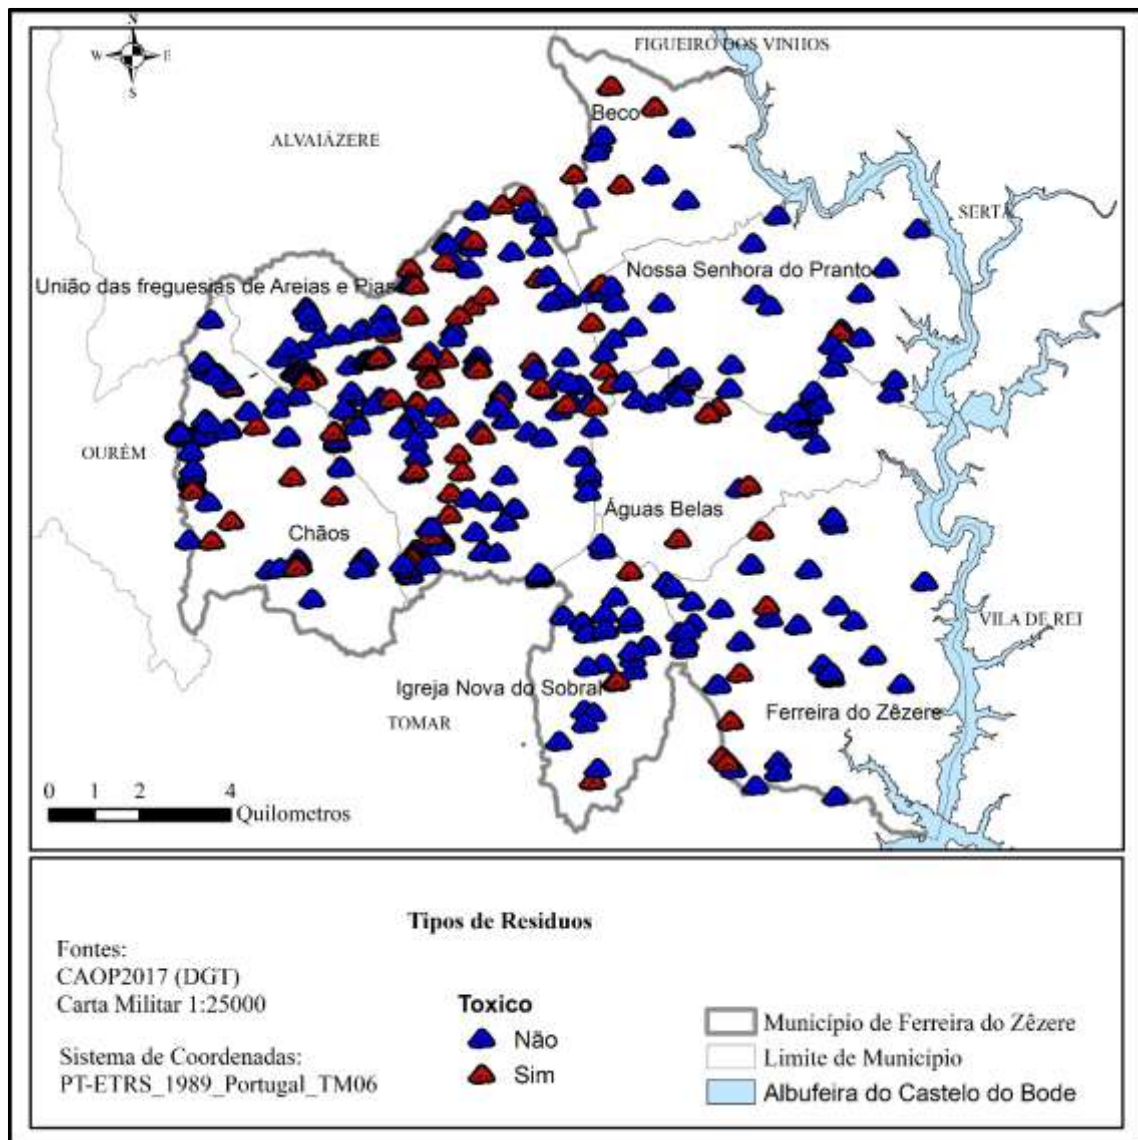 N
W E
S
FIGUEIRÓ DOS VINHOS
Beco
ALVAIÁZERE
SERTÃ
Nossa Senhora do Pranto
União das freguesias de Areias e Pias
OURÉM
Águas Belas
Chãos
VILA DE REI
Igreja Nova do Sobral
Ferreira do Zêzere
TOMAR
0 1 2 4
Quilometros
Tipos de Residuos
Fontes:
CAOP2017 (DGT)
Carta Militar 1:25000
Sistema de Coordenadas:
PT-ETRS_1989_Portugal_TM06
Toxico
Não
Sim
Município de Ferreira do Zêzere
Limite de Municipio
Albufeira do Castelo do Bode